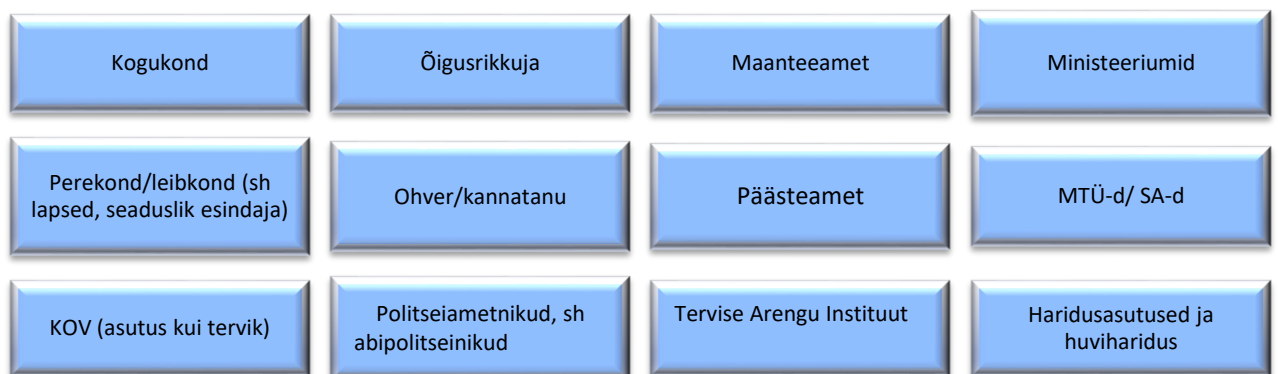 Kogukond
Õigusrikkuja
Maanteeamet
Ministeeriumid
Perekond/leibkond (sh
lapsed, seaduslik esindaja)
Ohver/kannatanu
Päästeamet
MTÜ-d/ SA-d
KOV (asutus kui tervik)
Politseiametnikud, sh
abipolitseinikud
Tervise Arengu Instituut
Haridusasutused ja
huviharidus